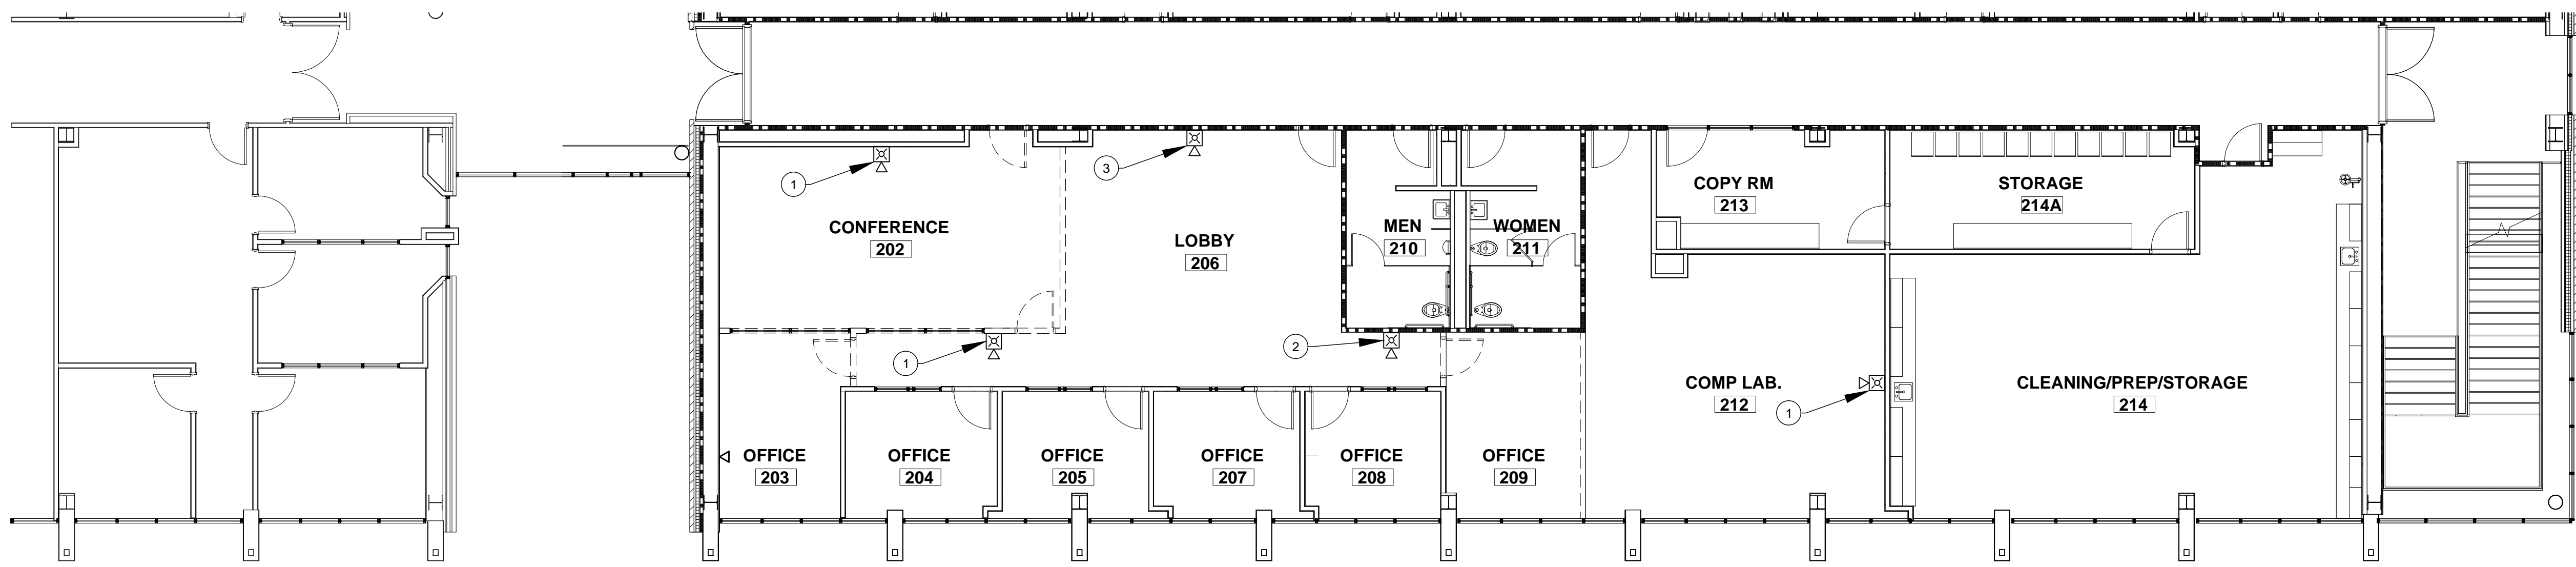 1
3
COPY RM
213
STORAGE
214A
CONFERENCE
202
LOBBY
206
MEN
210
WOMEN
211
1
2
COMP LAB.
212
1
CLEANING/PREP/STORAGE
214
OFFICE
203
OFFICE
204
OFFICE
205
OFFICE
207
OFFICE
208
OFFICE
209